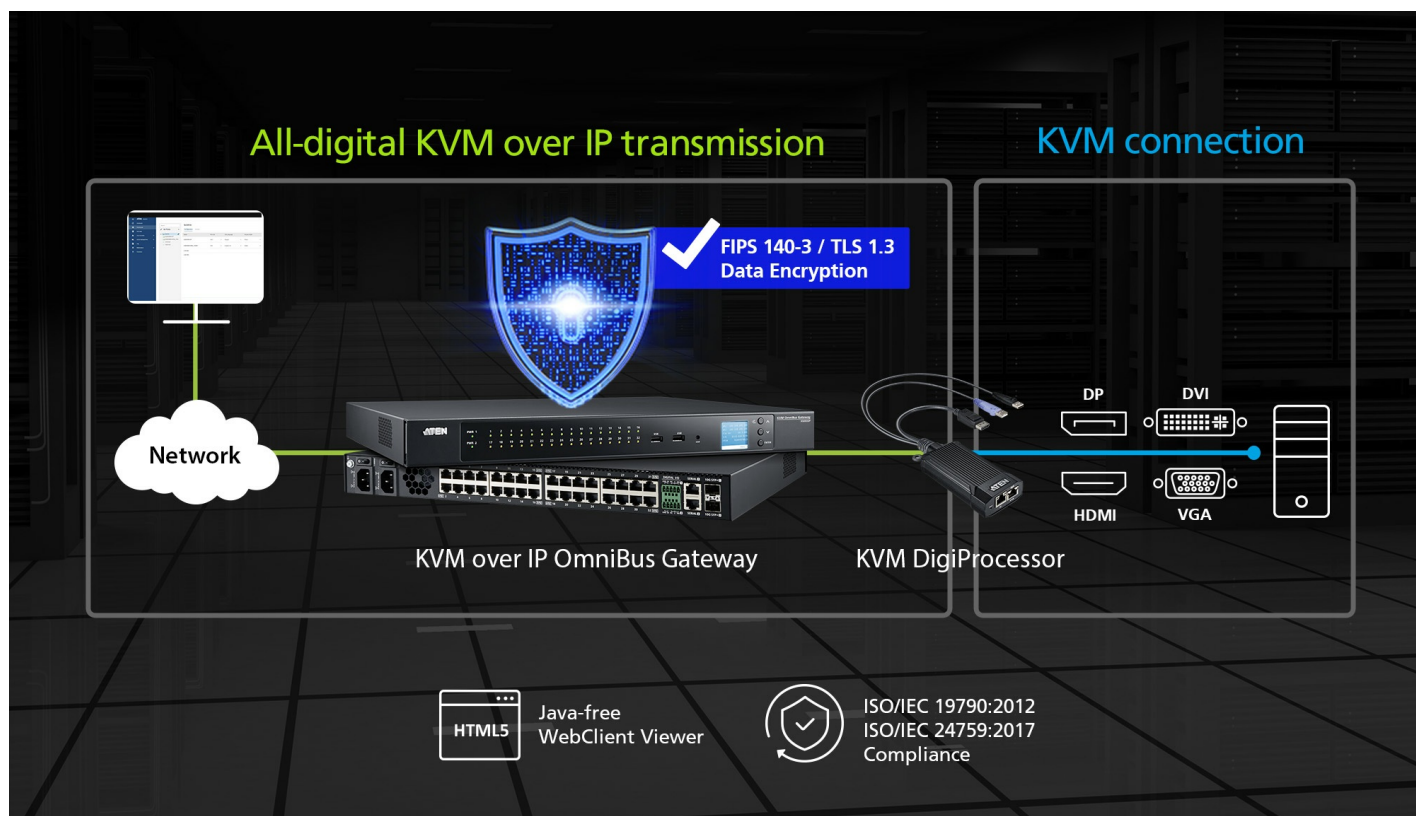 All-digital KVM over IP transmission
KVM connection
FIPS 140-3 / TLS 1.3
Data Encryption
Network
ATEN
DP
DVI
HDMI
VGA
ATEN
KVM over IP OmniBus Gateway
KVM DigiProcessor
HTML5
Java-free
WebClient Viewer
ISO/IEC 19790:2012
ISO/IEC 24759:2017
Compliance